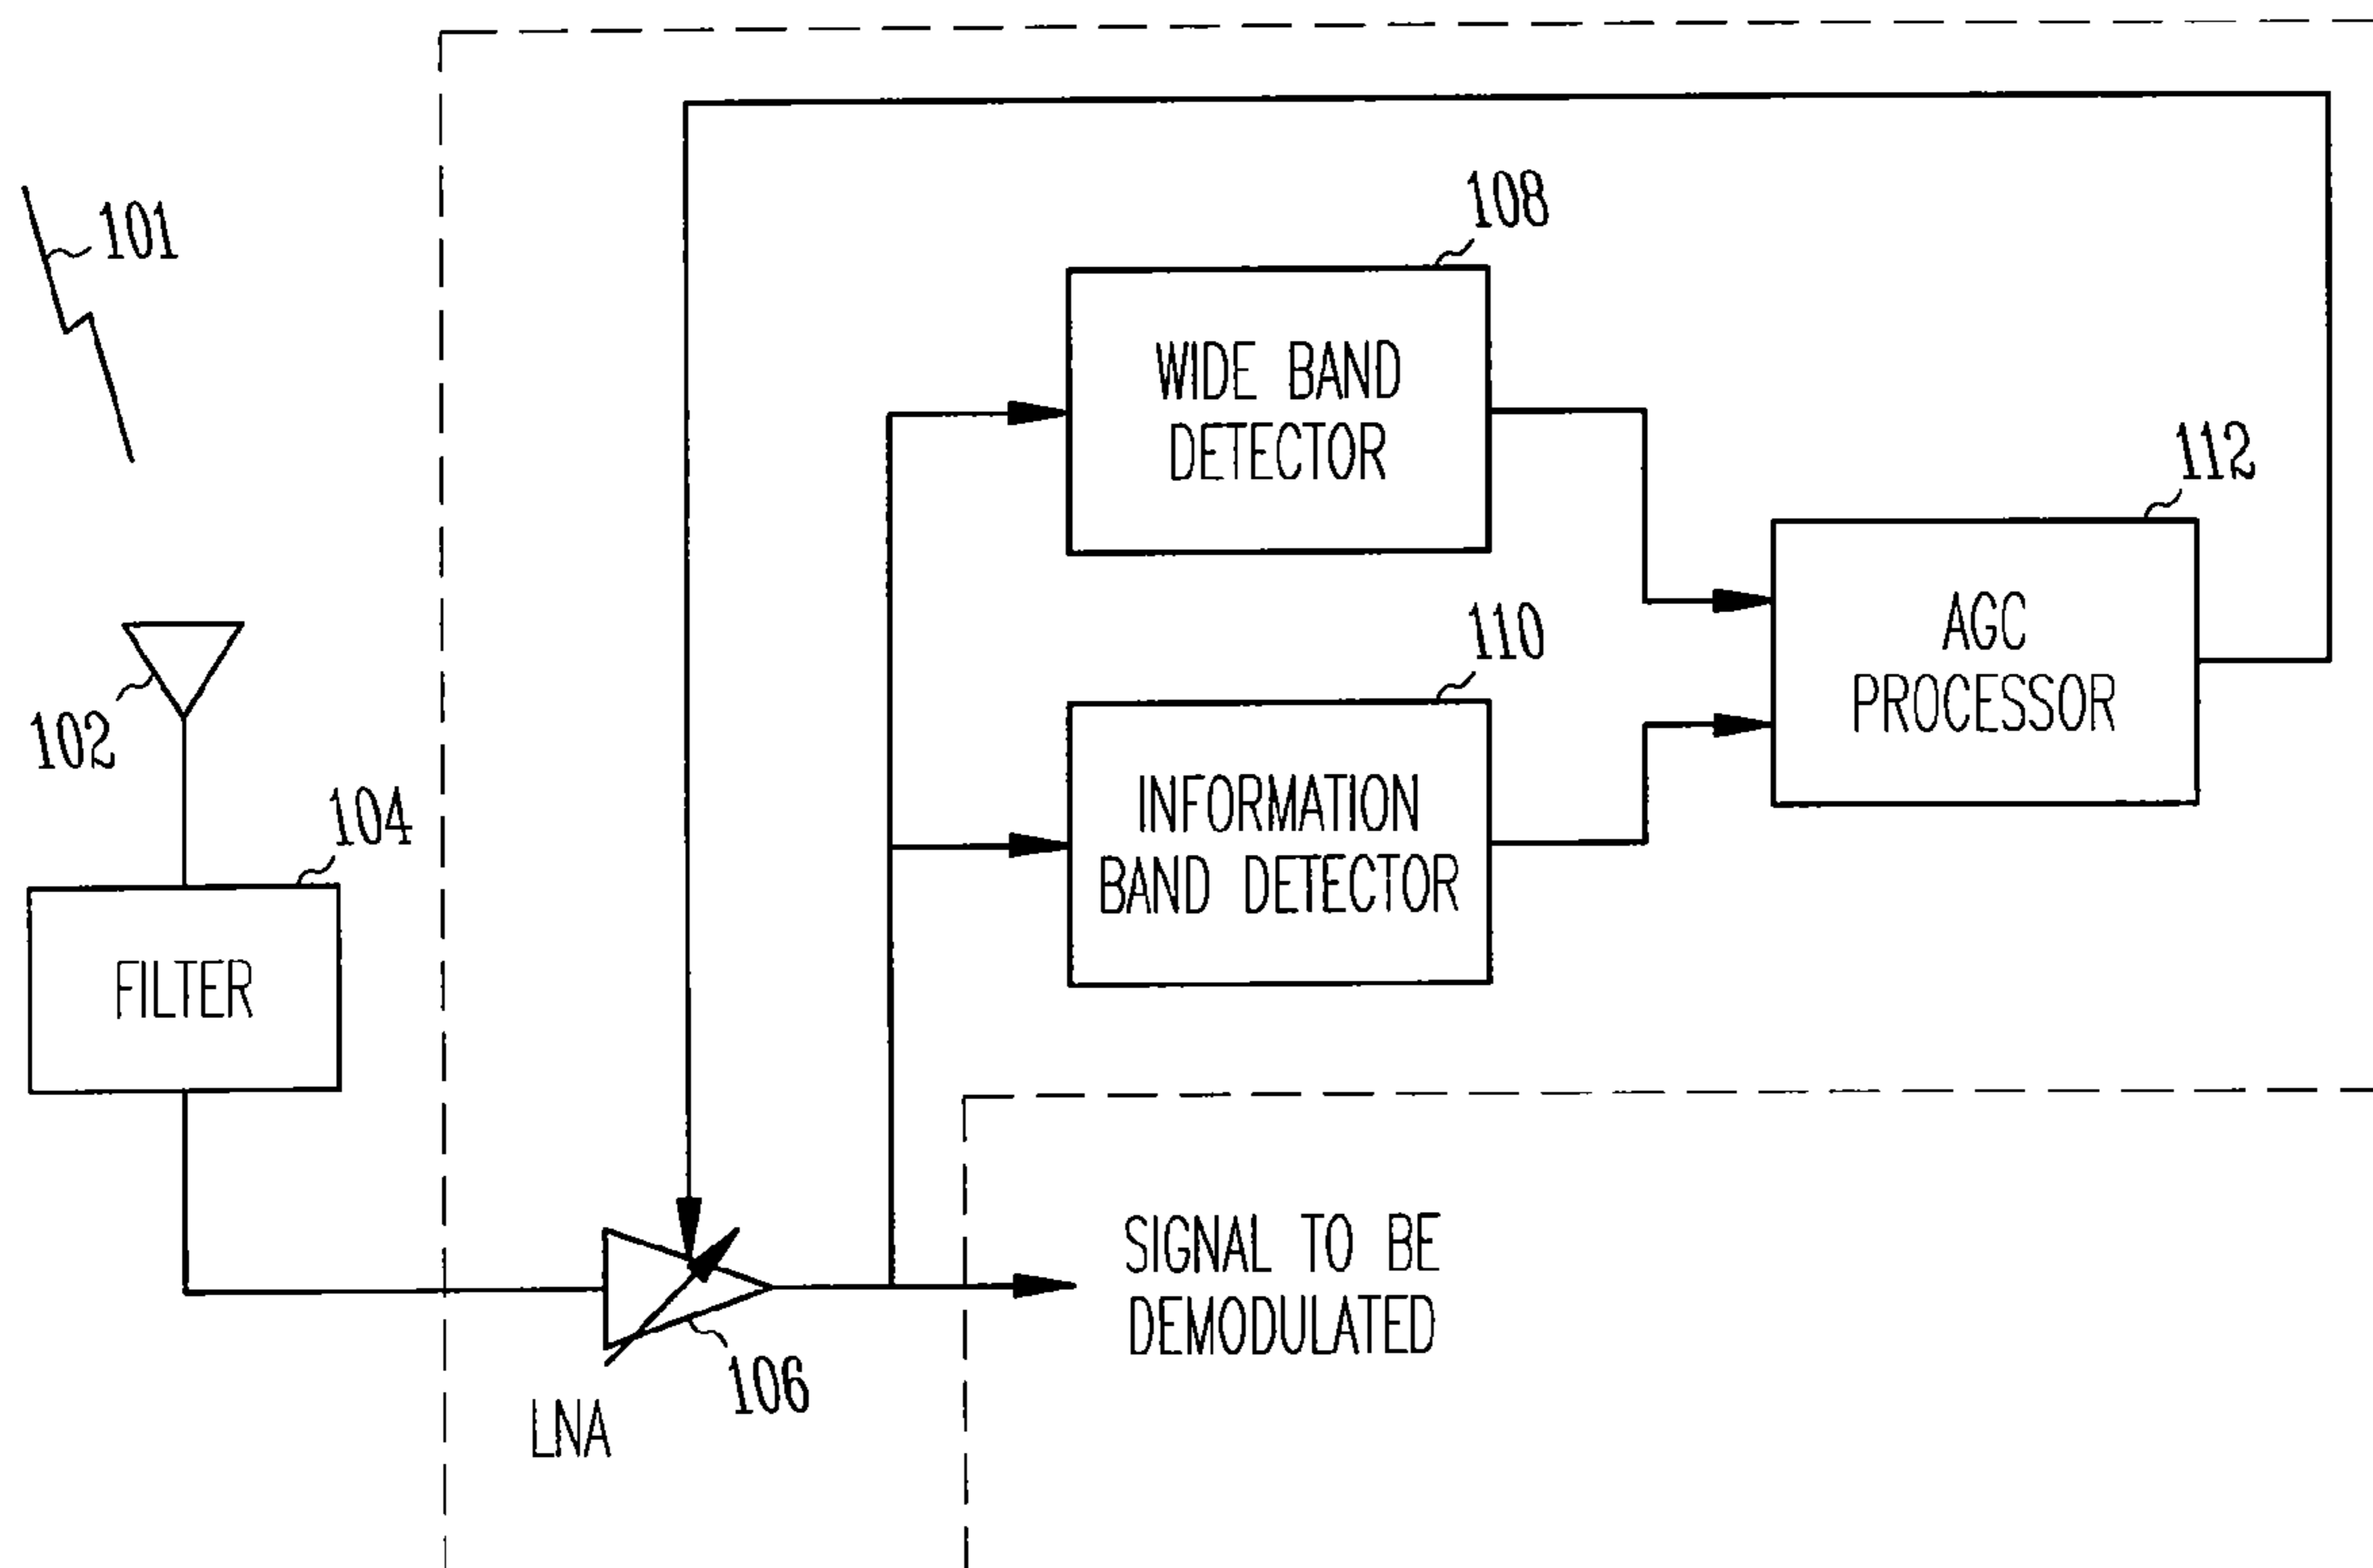 101
108
WIDE BAND
DETECTOR
112
AGC
PROCESSOR
110
INFORMATION
BAND DETECTOR
102
104
FILTER
SIGNAL TO BE
DEMODULATED
106
LNA